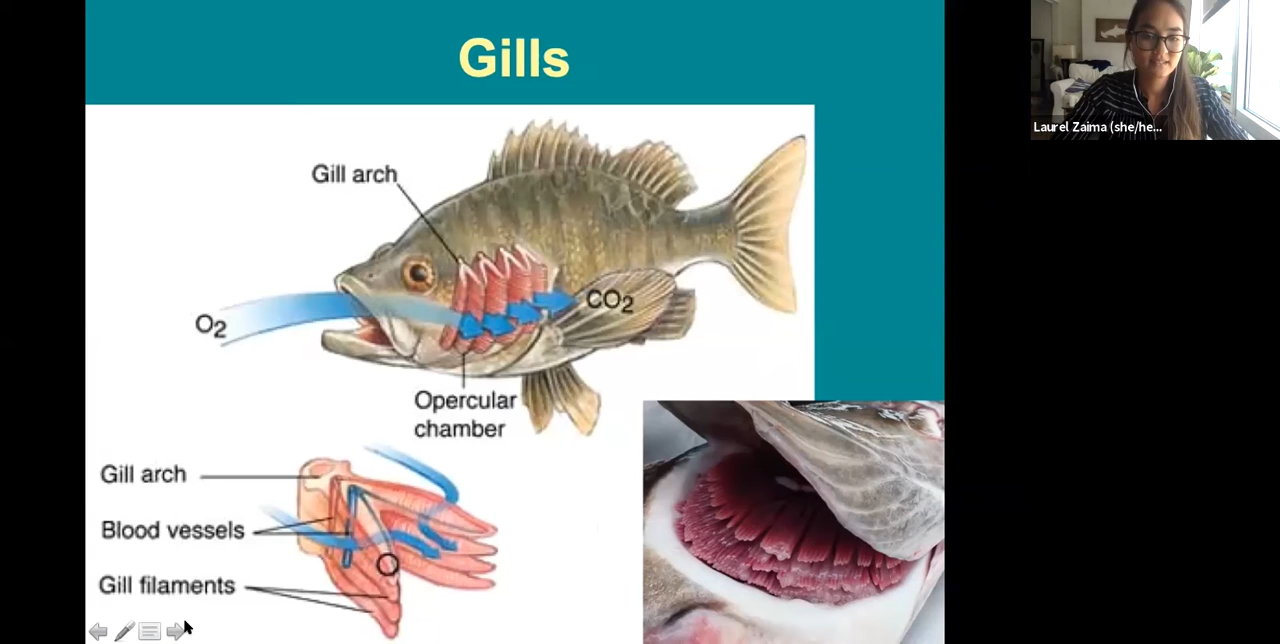 Gills
Laurel Zaima (she/he...
Gill arch
O2
CO2
Opercular
chamber
Gill arch
Blood vessels
Gill filaments